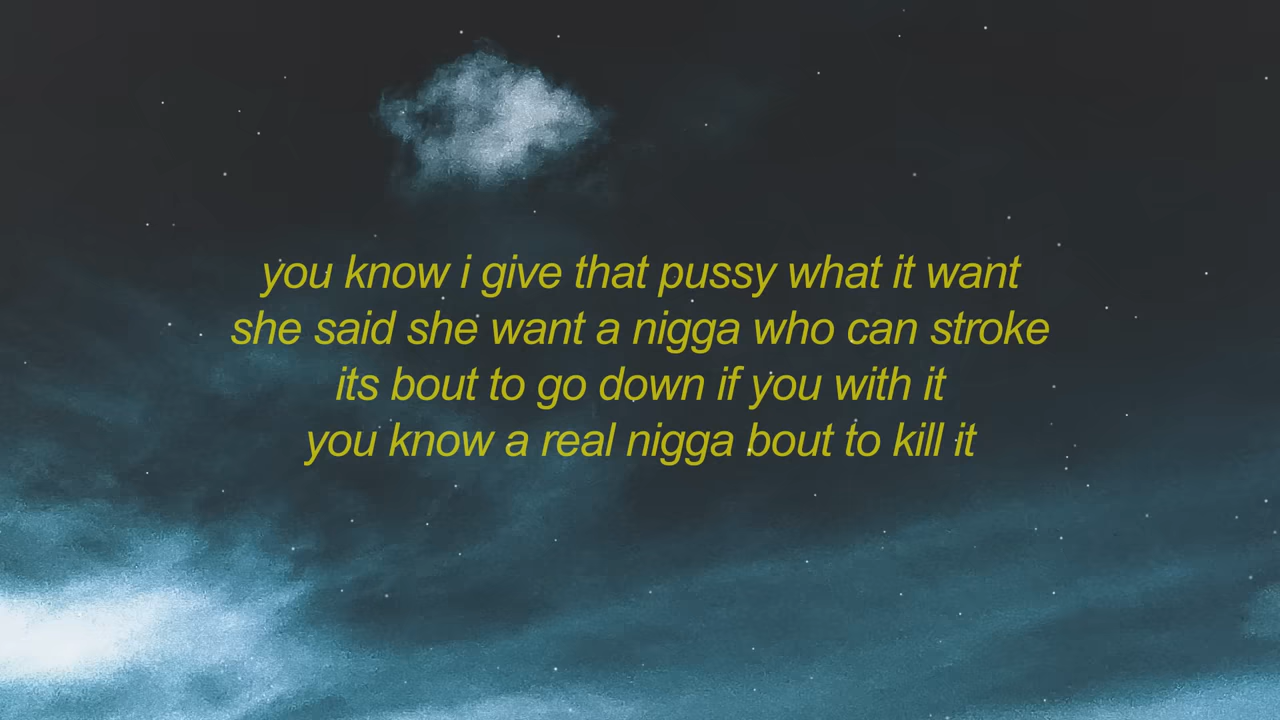 you know i give that pussy what it want
she said she want a nigga who can stroke
its bout to go down if you with it
you know a real nigga bout to kill it